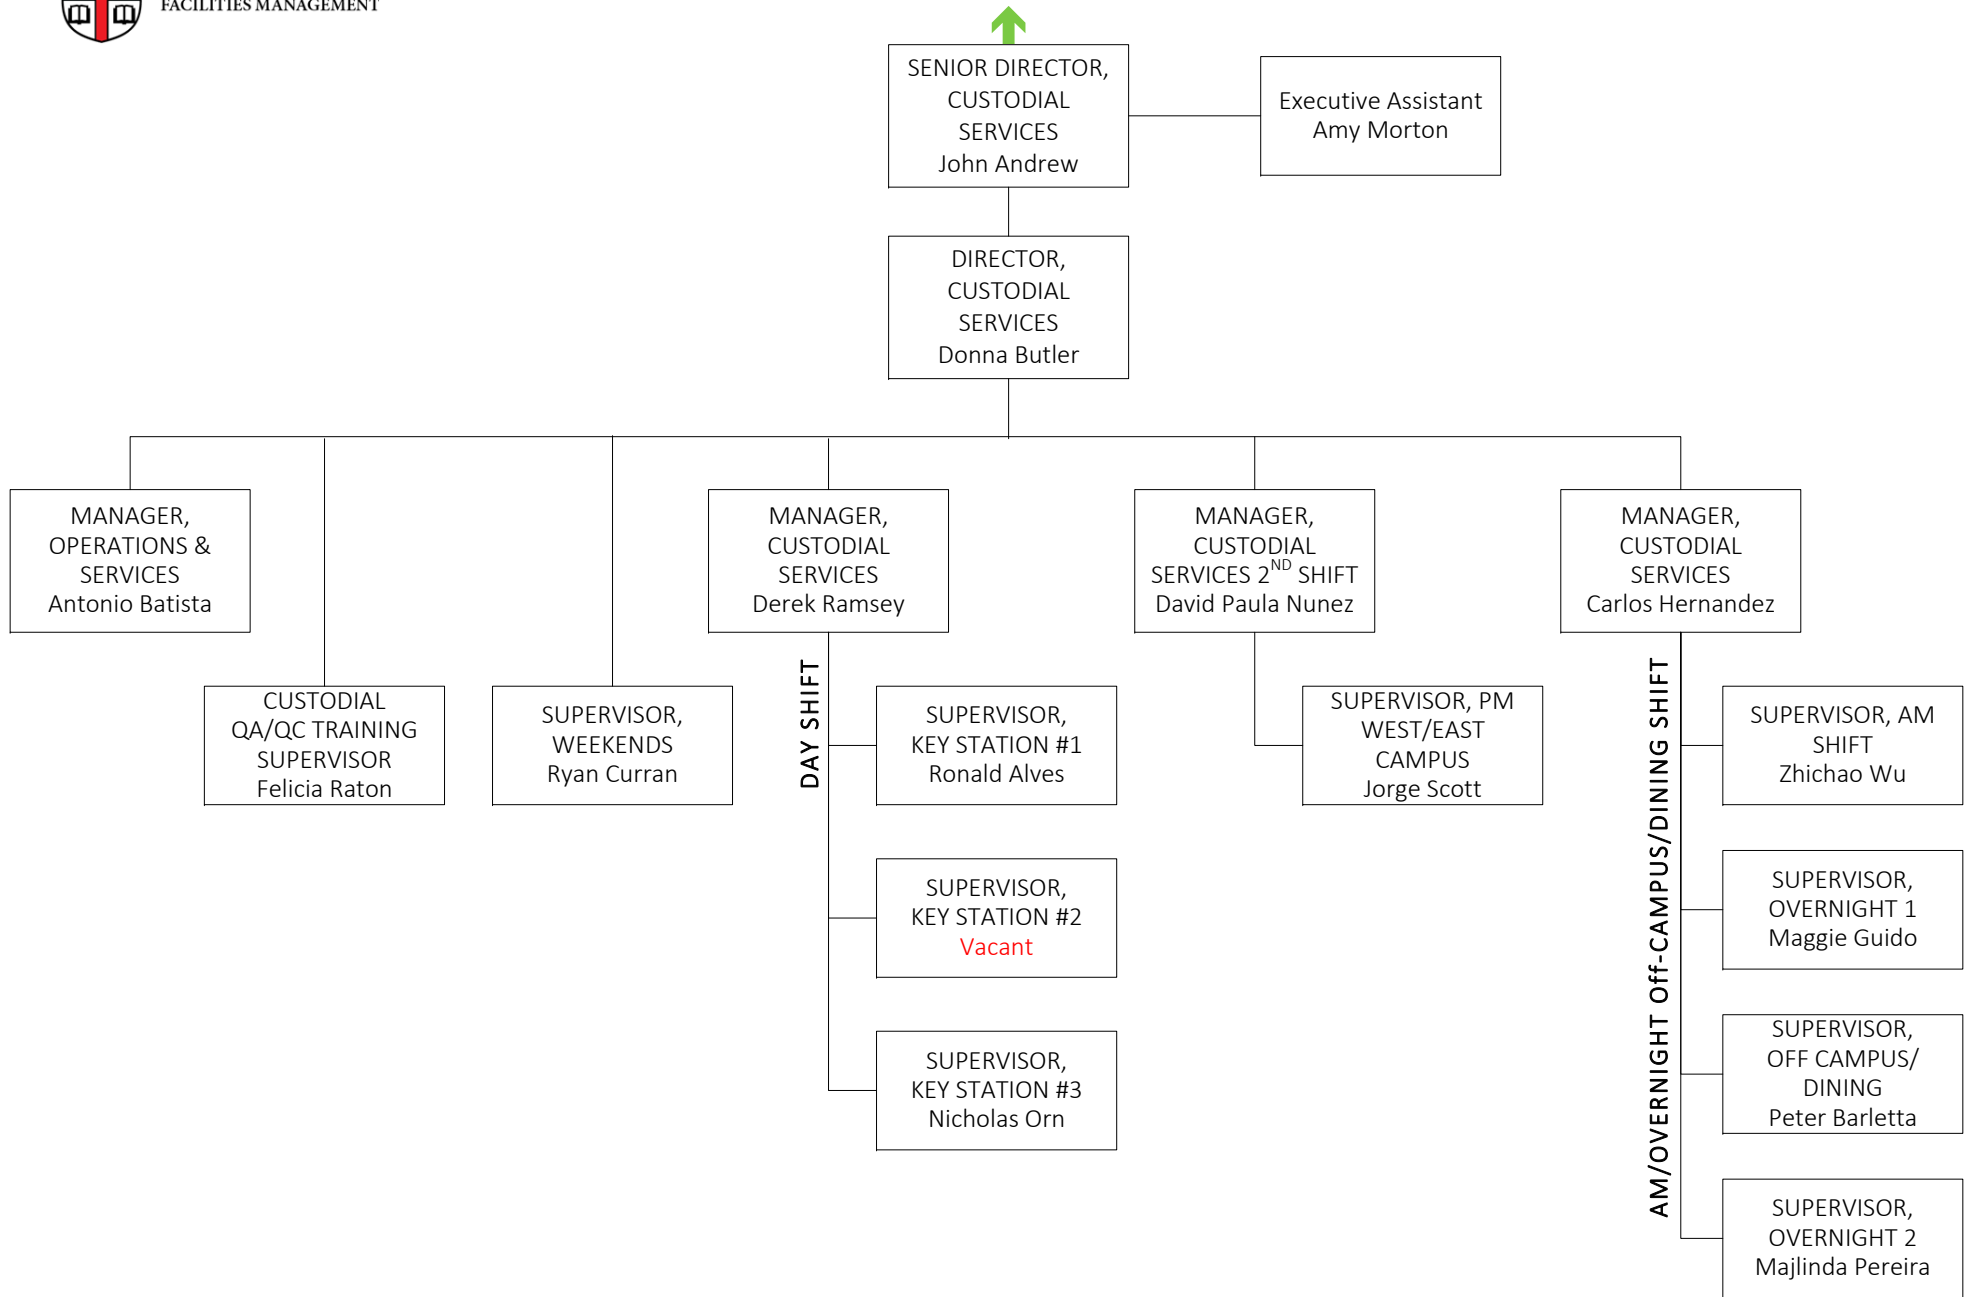 FACILITIES MANAGEMENT
SENIOR DIRECTOR,
CUSTODIAL
SERVICES
John Andrew
Executive Assistant
Amy Morton
DIRECTOR,
CUSTODIAL
SERVICES
Donna Butler
MANAGER,
OPERATIONS &
SERVICES
Antonio Batista
MANAGER,
CUSTODIAL
SERVICES
Derek Ramsey
MANAGER,
CUSTODIAL
SERVICES 2ND SHIFT
David Paula Nunez
MANAGER,
CUSTODIAL
SERVICES
Carlos Hernandez
CUSTODIAL
QA/QC TRAINING
SUPERVISOR
Felicia Raton
SUPERVISOR,
WEEKENDS
Ryan Curran
DAY SHIFT
SUPERVISOR,
KEY STATION #1
Ronald Alves
SUPERVISOR,
KEY STATION #2
Vacant
SUPERVISOR,
KEY STATION #3
Nicholas Orn
SUPERVISOR, PM
WEST/EAST
CAMPUS
Jorge Scott
AM/OVERNIGHT Off-CAMPUS/DINING SHIFT
SUPERVISOR, AM
SHIFT
Zhichao Wu
SUPERVISOR,
OVERNIGHT 1
Maggie Guido
SUPERVISOR,
OFF CAMPUS/
DINING
Peter Barletta
SUPERVISOR,
OVERNIGHT 2
Majlinda Pereira